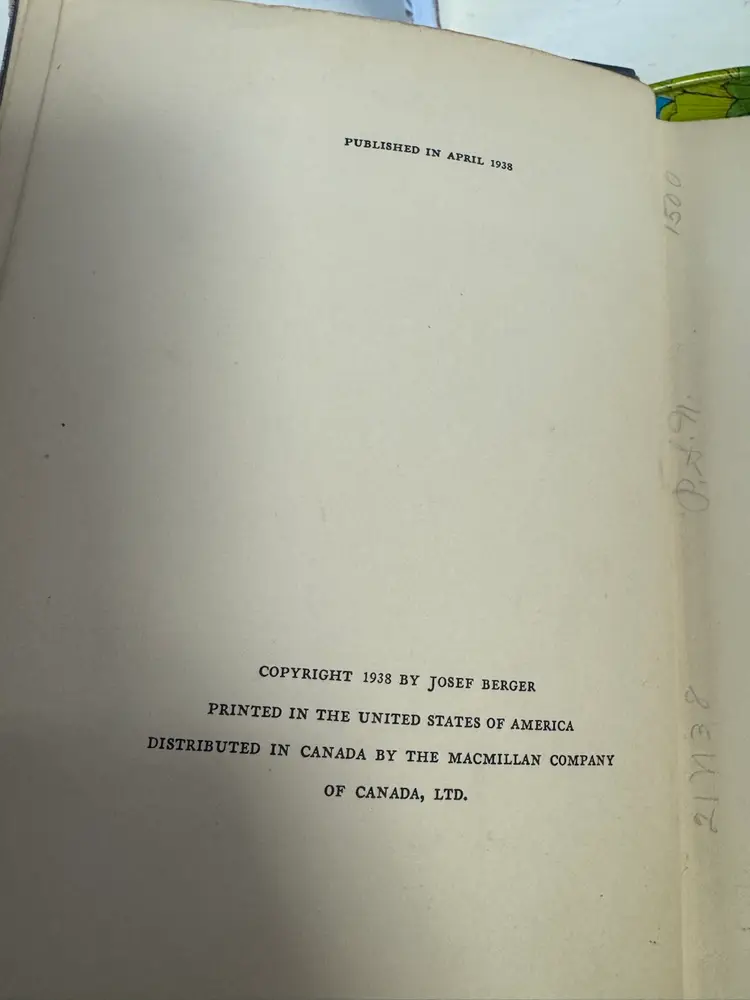 PUBLISHED IN APRIL 1938
1500
COPYRIGHT 1938 BY JOSEF BERGER
PRINTED IN THE UNITED STATES OF AMERICA
DISTRIBUTED IN CANADA BY THE MACMILLAN COMPANY
OF CANADA, LTD.